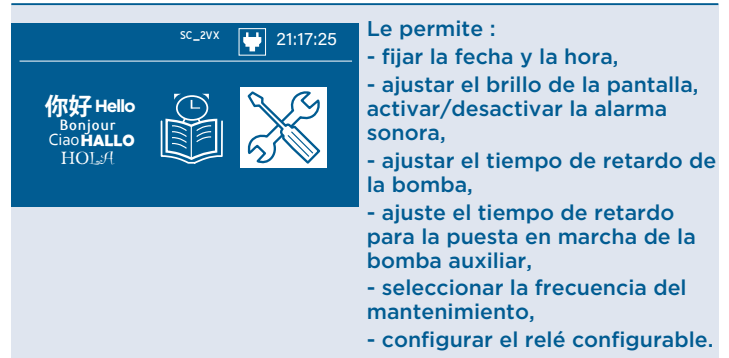 SC_2VX 21:17:25
你好 Hello
Bonjour
Ciao HALLO
HOLA
Le permite :
- fijar la fecha y la hora,
- ajustar el brillo de la pantalla,
activar/desactivar la alarma
sonora,
- ajustar el tiempo de retardo de
la bomba,
- ajuste el tiempo de retardo
para la puesta en marcha de la
bomba auxiliar,
- seleccionar la frecuencia del
mantenimiento,
- configurar el relé configurable.